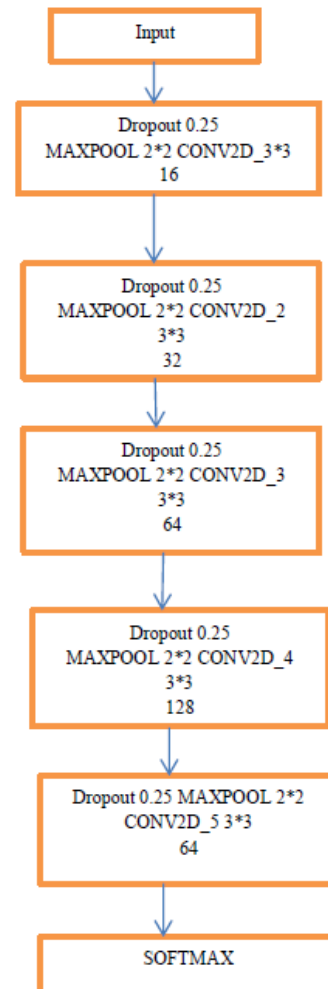 Input
Dropout 0.25
MAXPOOL 2*2 CONV2D_3*3
16
Dropout 0.25
MAXPOOL 2*2 CONV2D_2
3*3
32
Dropout 0.25
MAXPOOL 2*2 CONV2D_3
3*3
64
Dropout 0.25
MAXPOOL 2*2 CONV2D_4
3*3
128
Dropout 0.25 MAXPOOL 2*2
CONV2D_5 3*3
64
SOFTMAX